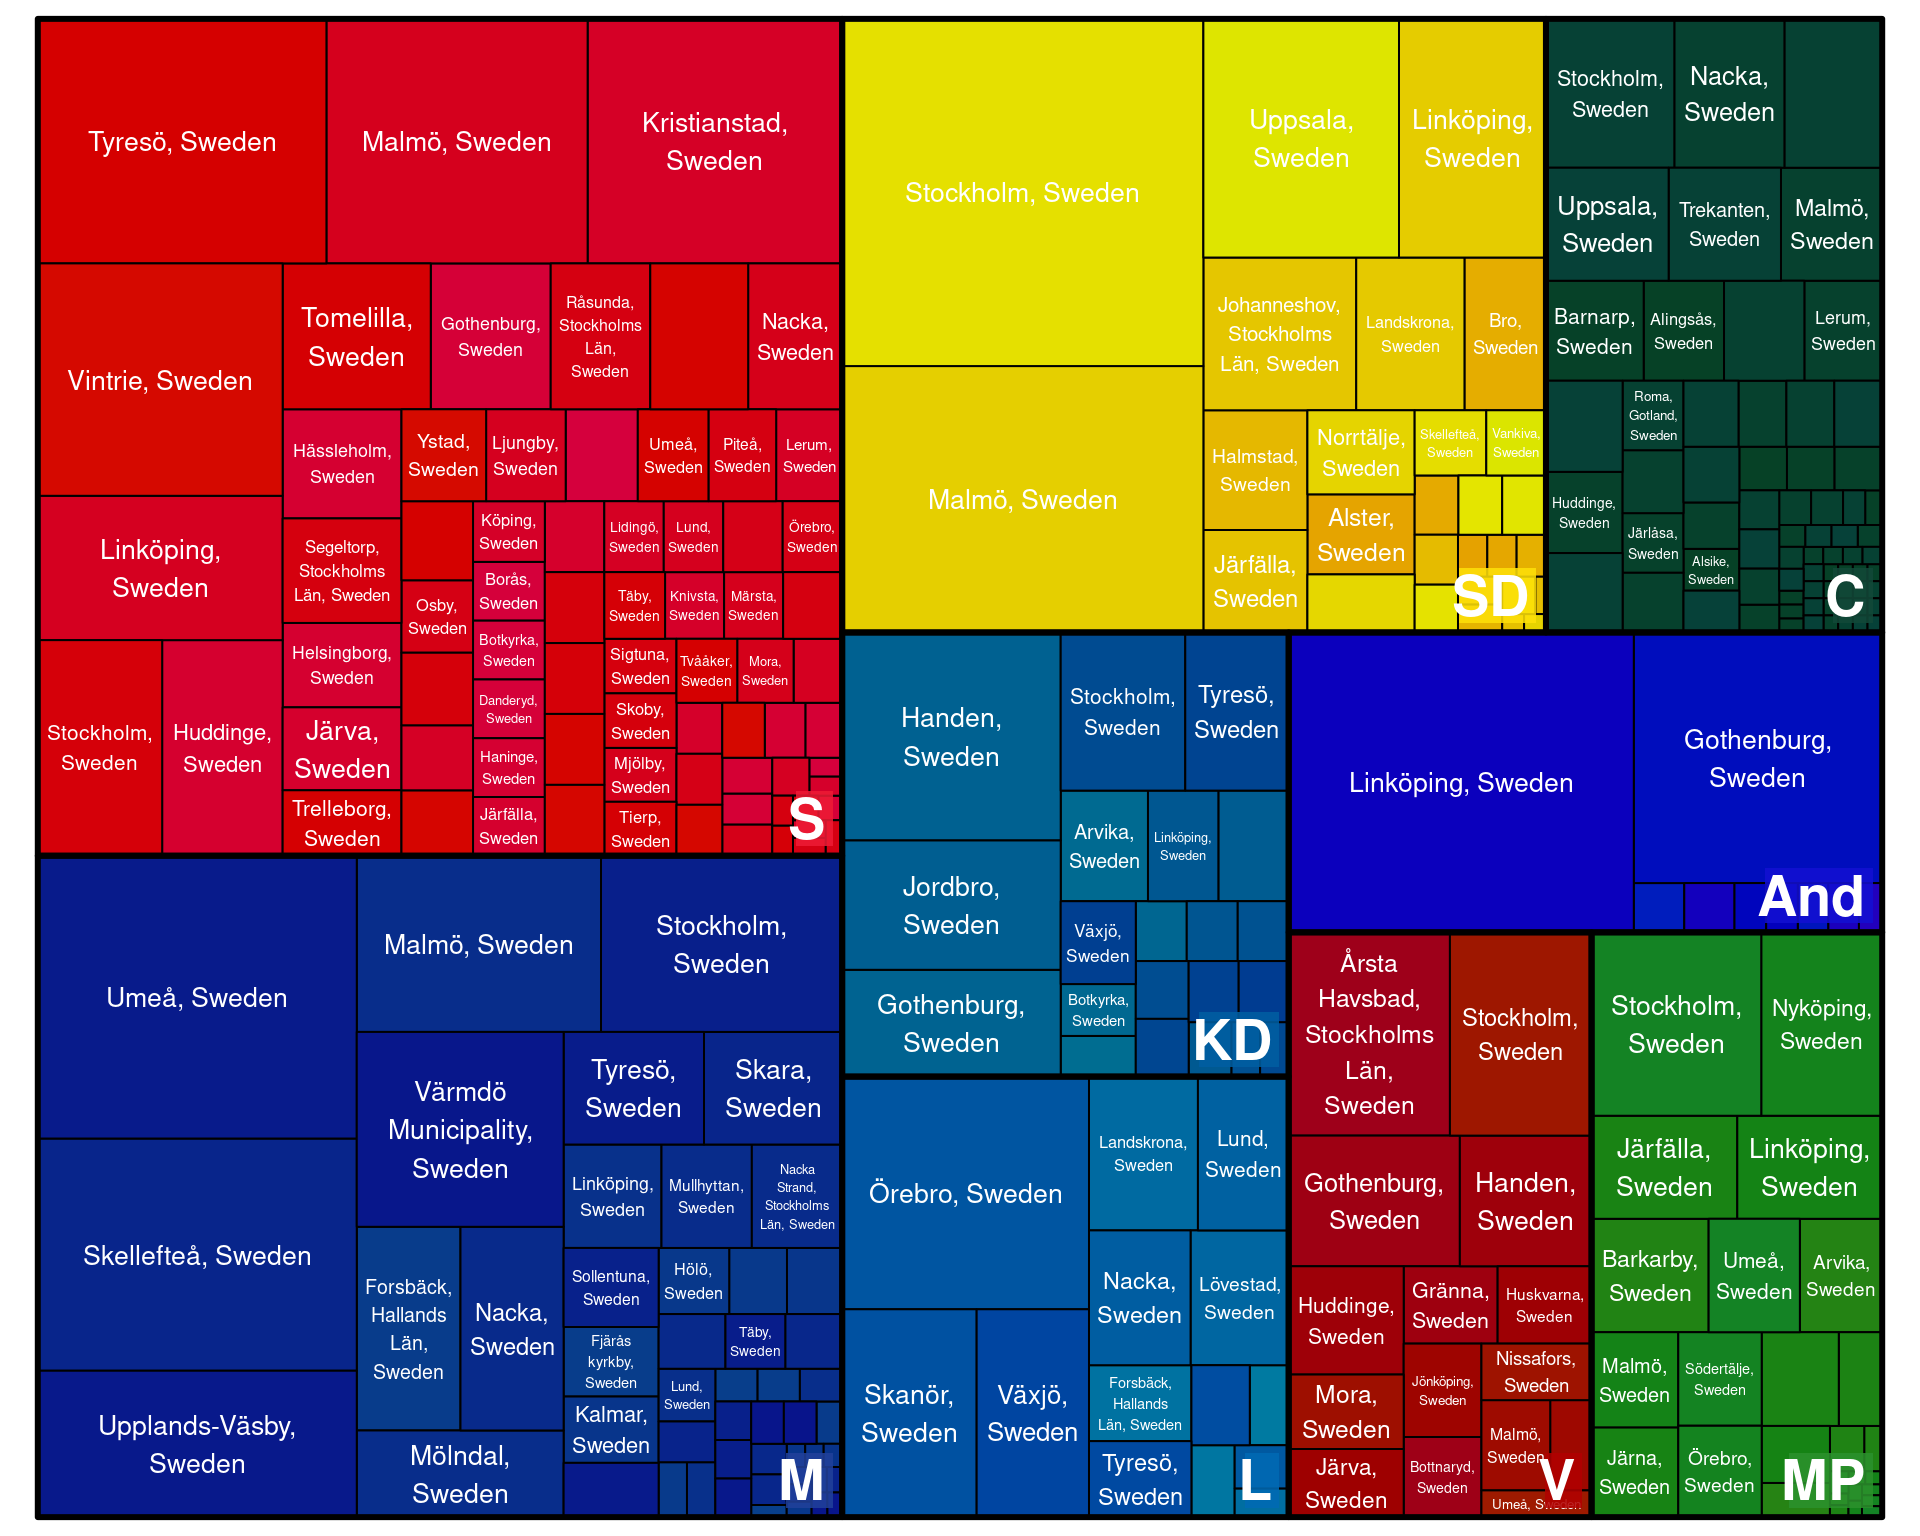 Tyresö, Sweden
Malmö, Sweden
Kristianstad,
Sweden
Vintrie, Sweden
Tomelilla,
Sweden
Gothenburg,
Sweden
Råsunda,
Stockholms
Län,
Sweden
Nacka,
Sweden
Hässleholm,
Sweden
Ystad,
Sweden
Ljungby,
Sweden
Umeå,
Sweden
Piteå,
Sweden
Lerum,
Sweden
Linköping,
Sweden
Segeltorp,
Stockholms
Län, Sweden
Köping,
Sweden
Lidingö,
Sweden
Lund,
Sweden
Örebro,
Sweden
Borås,
Sweden
Osby,
Sweden
Täby,
Sweden
Knivsta,
Sweden
Märsta,
Sweden
Helsingborg,
Sweden
Botkyrka,
Sweden
Sigtuna,
Sweden
Tvååker,
Sweden
Mora,
Sweden
Stockholm,
Sweden
Huddinge,
Sweden
Järva,
Sweden
Danderyd,
Sweden
Skoby,
Sweden
Haninge,
Sweden
Mjölby,
Sweden
Trelleborg,
Sweden
Järfälla,
Sweden
Tierp,
Sweden
S
Stockholm, Sweden
Uppsala,
Sweden
Linköping,
Sweden
Johanneshov,
Stockholms
Län, Sweden
Landskrona,
Sweden
Bro,
Sweden
Malmö, Sweden
Halmstad,
Sweden
Norrtälje,
Sweden
Skellefteå,
Sweden
Vankiva,
Sweden
Alster,
Sweden
Järfälla,
Sweden
SD
Stockholm,
Sweden
Nacka,
Sweden
Uppsala,
Sweden
Trekanten,
Sweden
Malmö,
Sweden
Barnarp,
Sweden
Alingsås,
Sweden
Lerum,
Sweden
Roma,
Gotland,
Sweden
Huddinge,
Sweden
Järlåsa,
Sweden
Alsike,
Sweden
C
Umeå, Sweden
Malmö, Sweden
Stockholm,
Sweden
Värmdö
Municipality,
Sweden
Tyresö,
Sweden
Skara,
Sweden
Skellefteå, Sweden
Linköping,
Sweden
Mullhyttan,
Sweden
Nacka
Strand,
Stockholms
Län, Sweden
Forsbäck,
Hallands
Län,
Sweden
Nacka,
Sweden
Sollentuna,
Sweden
Hölö,
Sweden
Fjärås
kyrkby,
Sweden
Täby,
Sweden
Upplands-Väsby,
Sweden
Mölndal,
Sweden
Kalmar,
Sweden
Lund,
Sweden
M
Handen,
Sweden
Stockholm,
Sweden
Tyresö,
Sweden
Arvika,
Sweden
Linköping,
Sweden
Jordbro,
Sweden
Växjö,
Sweden
Gothenburg,
Sweden
Botkyrka,
Sweden
KD
Linköping, Sweden
Gothenburg,
Sweden
And
Örebro, Sweden
Landskrona,
Sweden
Lund,
Sweden
Nacka,
Sweden
Lövestad,
Sweden
Skanör,
Sweden
Växjö,
Sweden
Forsbäck,
Hallands
Län, Sweden
Tyresö,
Sweden
L
Årsta
Havsbad,
Stockholms
Län,
Sweden
Stockholm,
Sweden
Gothenburg,
Sweden
Handen,
Sweden
Huddinge,
Sweden
Gränna,
Sweden
Huskvarna,
Sweden
Mora,
Sweden
Jönköping,
Sweden
Nissafors,
Sweden
Järva,
Sweden
Bottnaryd,
Sweden
Malmö,
Sweden
Umeå, Sweden
V
Stockholm,
Sweden
Nyköping,
Sweden
Järfälla,
Sweden
Linköping,
Sweden
Barkarby,
Sweden
Umeå,
Sweden
Arvika,
Sweden
Malmö,
Sweden
Södertälje,
Sweden
Järna,
Sweden
Örebro,
Sweden
MP